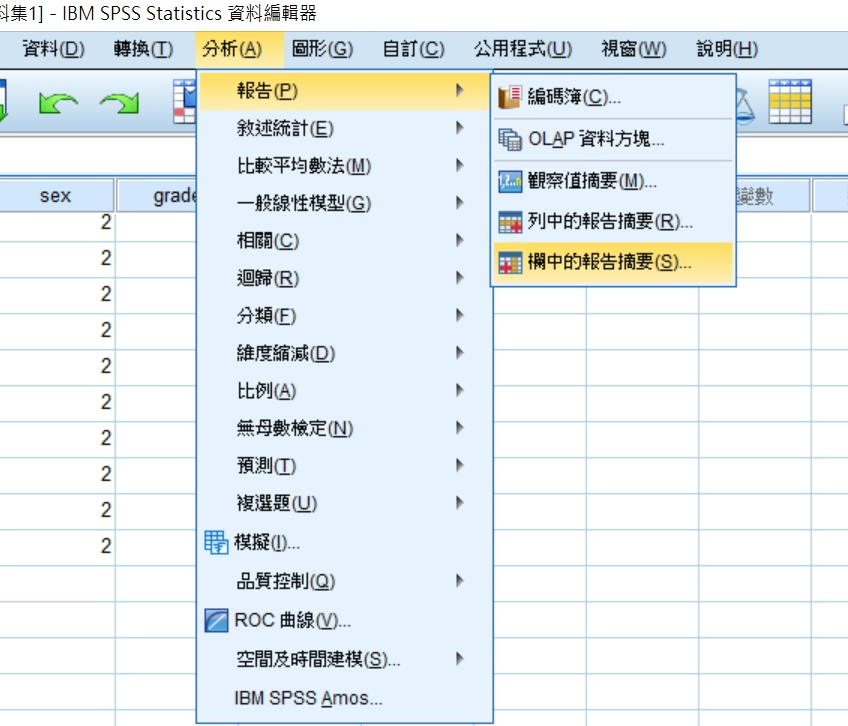 料集1] - IBM SPSS Statistics 資料編輯器
資料(D) 轉換(T) 分析(A) 圖形(G) 自訂(C) 公用程式(U) 視窗(W) 說明(H)
報告(P)
敘述統計(E)
比較平均數法(M)
一般線性模型(G)
相關(C)
迴歸(R)
分類(F)
維度縮減(D)
比例(A)
無母數檢定(N)
預測(T)
複選題(U)
模擬(I)...
品質控制(Q)
ROC 曲線(V)...
空間及時間建模(S)...
IBM SPSS Amos...
編碼簿(C)...
OLAP 資料方塊...
觀察值摘要(M)...
列中的報告摘要(R)...
欄中的報告摘要(S)...
sex grade 變數
2
2
2
2
2
2
2
2
2
2